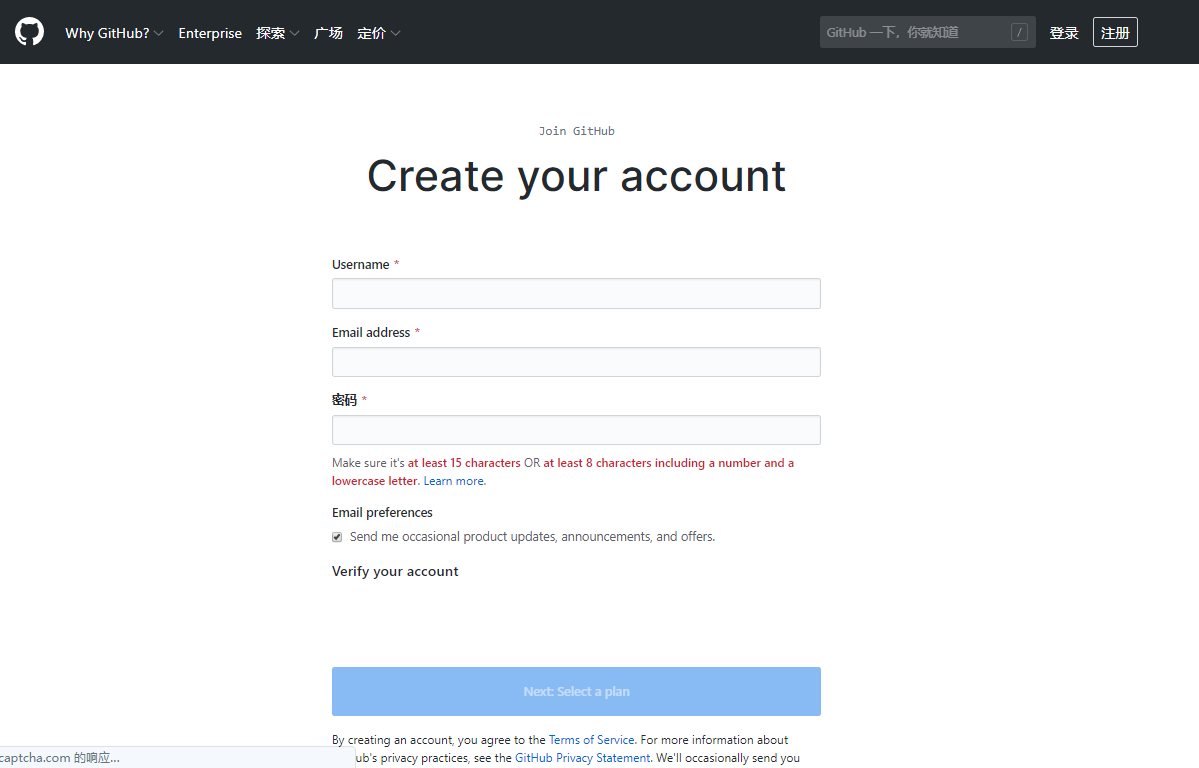 Why GitHub? Enterprise 探索 广场 定价 GitHub 一下，你就知道 / 登录 注册
Join GitHub
Create your account
Username *
Email address *
密码 *
Make sure it's at least 15 characters OR at least 8 characters including a number and a
lowercase letter. Learn more.
Email preferences
Send me occasional product updates, announcements, and offers.
Verify your account
Next: Select a plan
By creating an account, you agree to the Terms of Service. For more information about
ub's privacy practices, see the GitHub Privacy Statement. We'll occasionally send you
captcha.com 的响应...